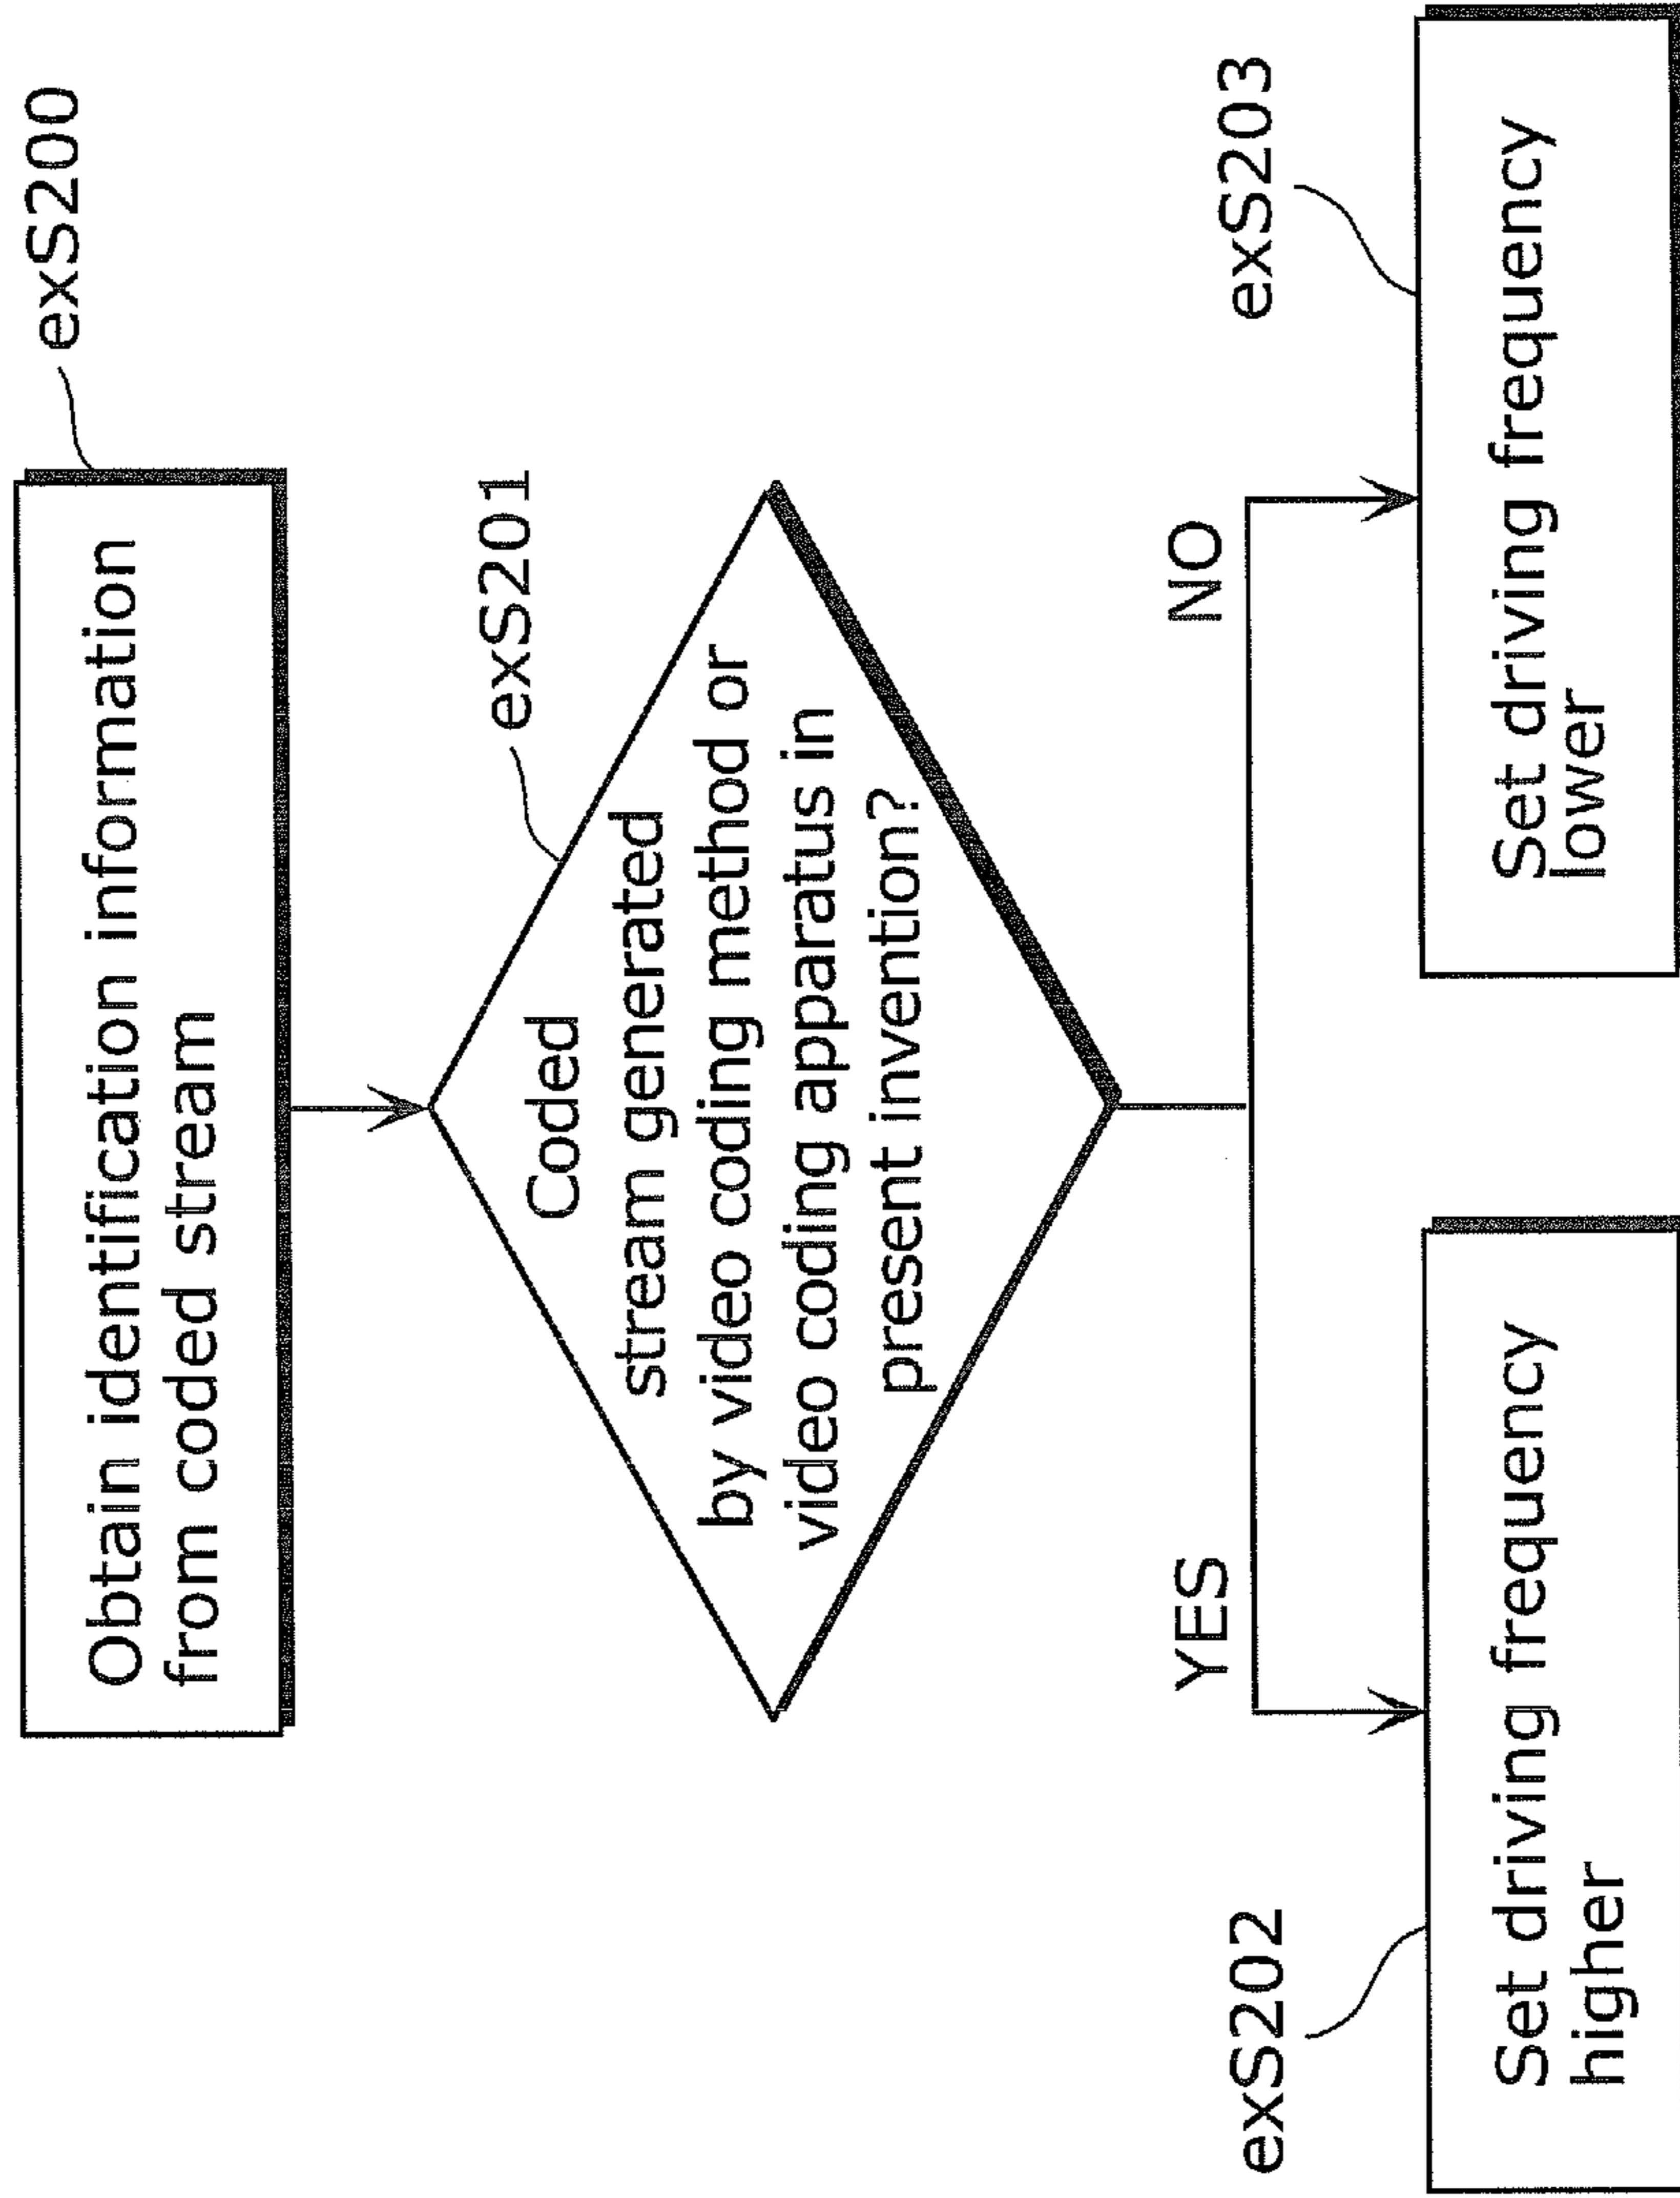 exS200
Obtain identification information
from coded stream
exS201
Coded
stream generated
by video coding method or
video coding apparatus in
present invention?
YES
NO
exS202
Set driving frequency
higher
exS203
Set driving frequency
lower